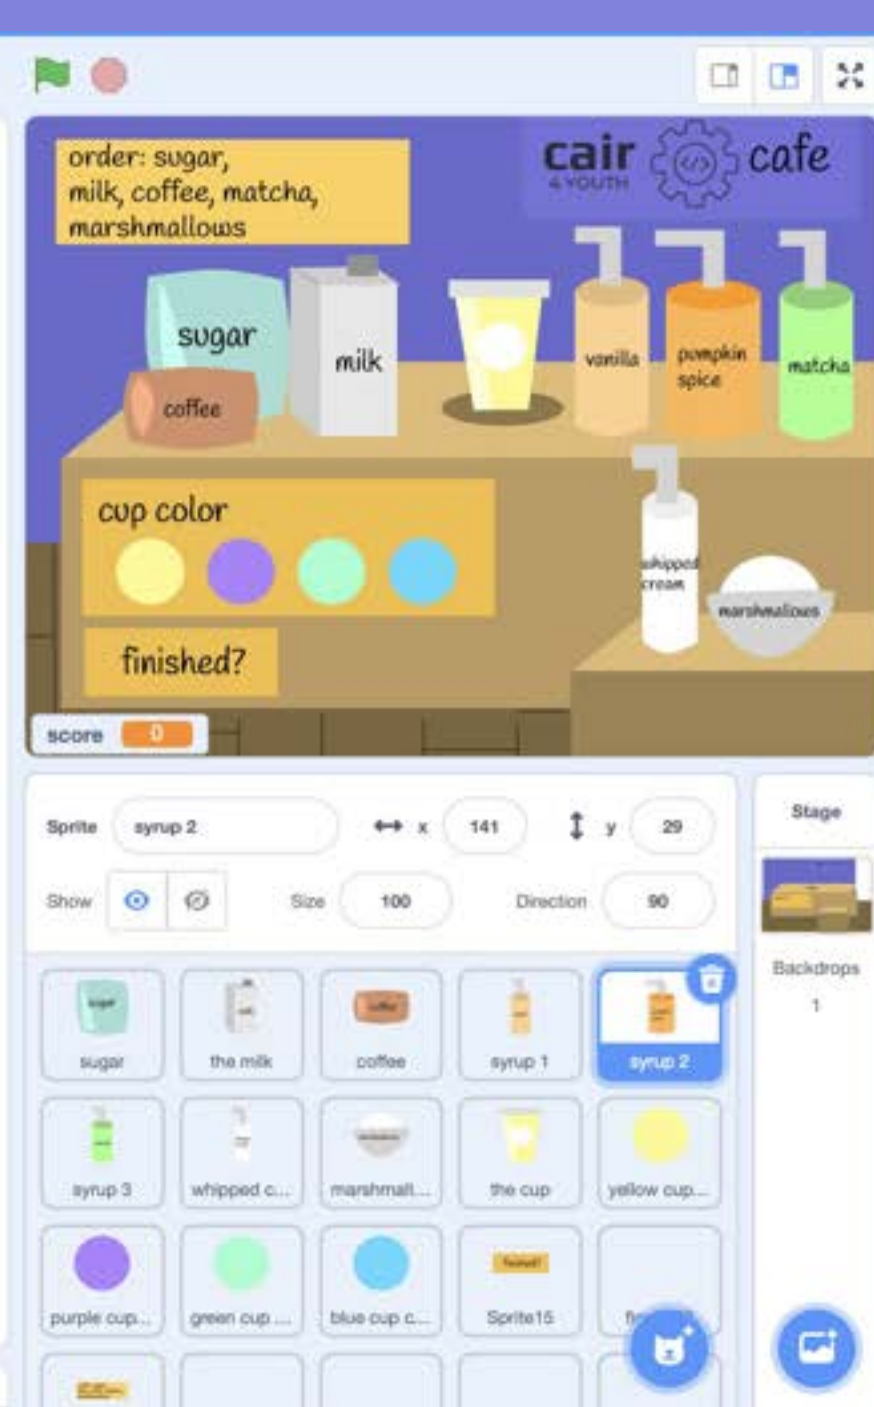 order: sugar,
milk, coffee, matcha,
marshmallows
cair
4 YOUTH
</>
cafe
sugar
milk
coffee
vanilla
pumpkin
spice
matcha
cup color
whipped
cream
marshmallows
finished?
score 0
Sprite syrup 2 x 141 y 29
Show Size 100 Direction 90
Stage
Backdrops
1
sugar the milk coffee syrup 1 syrup 2
syrup 3 whipped c... marshmall... the cup yellow cup...
purple cup... green cup ... blue cup c... Sprite15